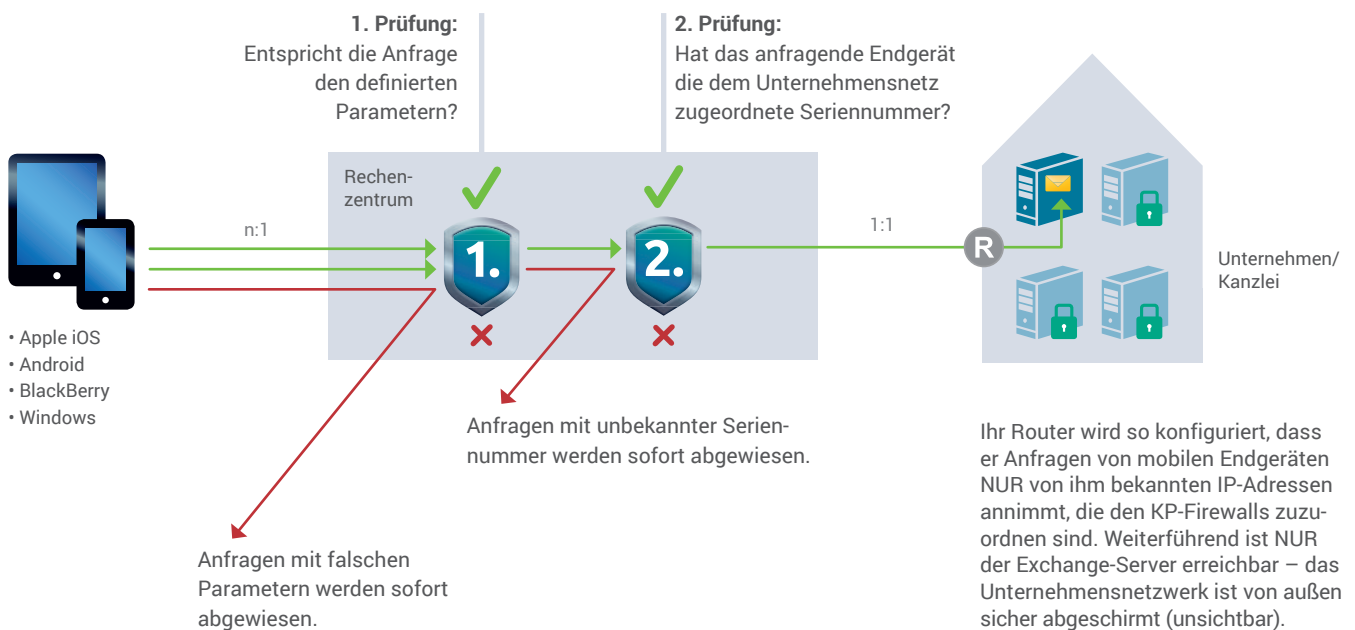 1. Prüfung:
Entspricht die Anfrage
den definierten
Parametern?
2. Prüfung:
Hat das anfragende Endgerät
die dem Unternehmensnetz
zugeordnete Seriennummer?
Rechen-
zentrum
n:1
1.
2.
1:1
R
Unternehmen/
Kanzlei
• Apple iOS
• Android
• BlackBerry
• Windows
Anfragen mit unbekannter Serien-
nummer werden sofort abgewiesen.
Anfragen mit falschen
Parametern werden sofort
abgewiesen.
Ihr Router wird so konfiguriert, dass
er Anfragen von mobilen Endgeräten
NUR von ihm bekannten IP-Adressen
annimmt, die den KP-Firewalls zuzu-
ordnen sind. Weiterführend ist NUR
der Exchange-Server erreichbar – das
Unternehmensnetzwerk ist von außen
sicher abgeschirmt (unsichtbar).